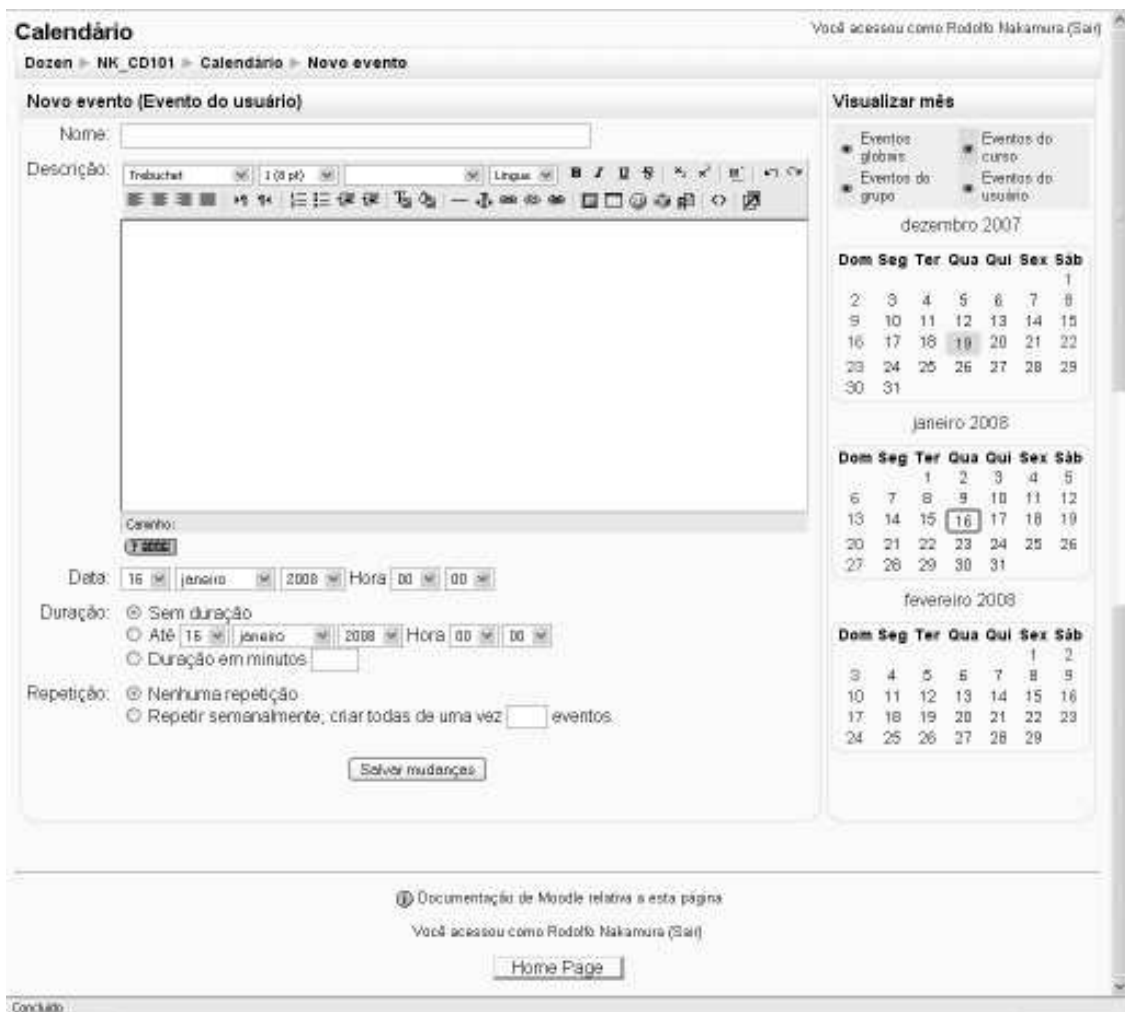 Calendário
Você acessou como Rodolfo Nakamura (Sair)
Dozen ► NK_CD101 ► Calendário ► Novo evento
Novo evento (Evento do usuário)
Nome:
Descrição:
Trebuchet 1 (8 pt) Lingua B I U S
Caminho:
Data: 16 janeiro 2008 Hora 00 00
Duração: Sem duração
Até 16 janeiro 2008 Hora 00 00
Duração em minutos
Repetição: Nenhuma repetição
Repetir semanalmente, criar todas de uma vez eventos
Salvar mudanças
Visualizar mês
Eventos globais
Eventos do curso
Eventos do grupo
Eventos do usuário
dezembro 2007
Dom Seg Ter Qua Qui Sex Sáb
1
2 3 4 5 6 7 8
9 10 11 12 13 14 15
16 17 18 19 20 21 22
23 24 25 26 27 28 29
30 31
janeiro 2008
Dom Seg Ter Qua Qui Sex Sáb
1 2 3 4 5
6 7 8 9 10 11 12
13 14 15 16 17 18 19
20 21 22 23 24 25 26
27 28 29 30 31
fevereiro 2008
Dom Seg Ter Qua Qui Sex Sáb
1 2
3 4 5 6 7 8 9
10 11 12 13 14 15 16
17 18 19 20 21 22 23
24 25 26 27 28 29
Documentação de Moodle relativa a esta página
Você acessou como Rodolfo Nakamura (Sair)
Home Page
Concluído